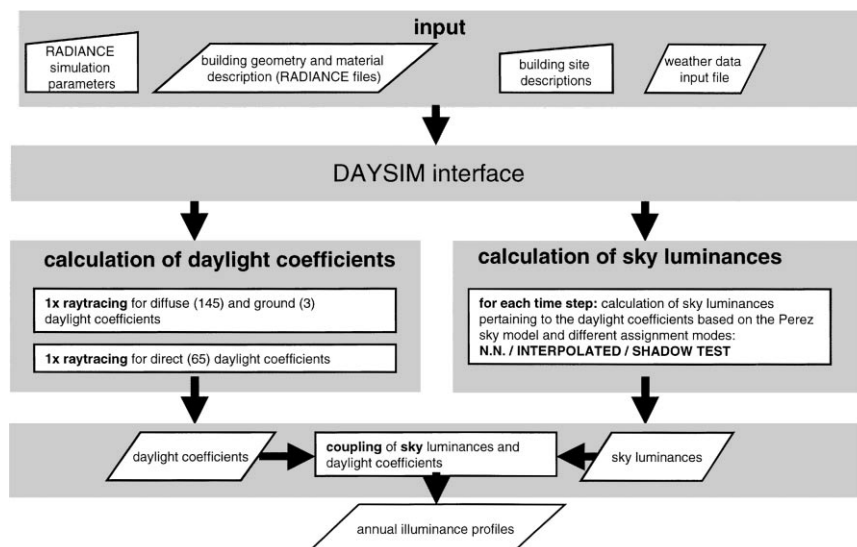 input
RADIANCE
simulation
parameters
building geometry and material
description (RADIANCE files)
building site
descriptions
weather data
input file
DAYSIM interface
calculation of daylight coefficients
1x raytracing for diffuse (145) and ground (3)
daylight coefficients
1x raytracing for direct (65) daylight coefficients
calculation of sky luminances
for each time step: calculation of sky luminances
pertaining to the daylight coefficients based on the Perez
sky model and different assignment modes:
N.N. / INTERPOLATED / SHADOW TEST
daylight coefficients
coupling of sky luminances and
daylight coefficients
sky luminances
annual illuminance profiles